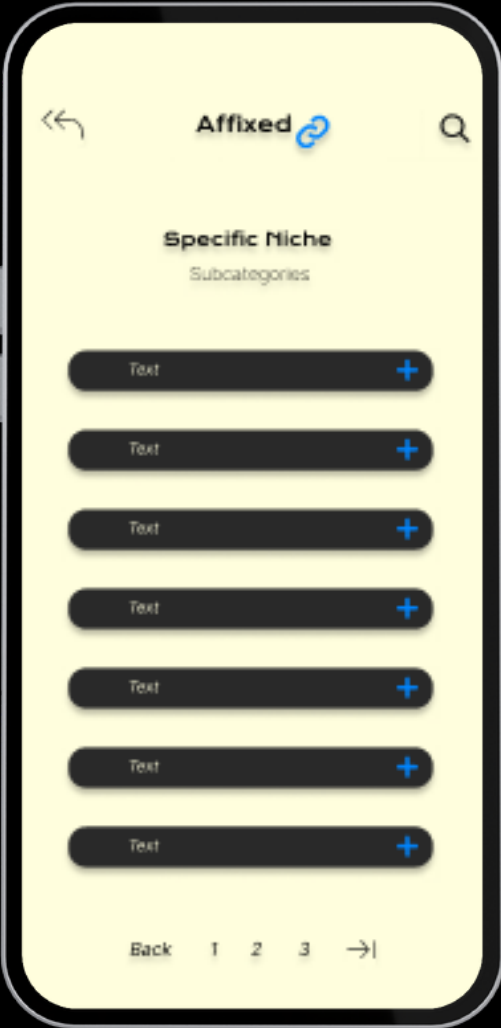 Affixed
Specific Niche
Subcategories
Text
Text
Text
Text
Text
Text
Text
Back 1 2 3